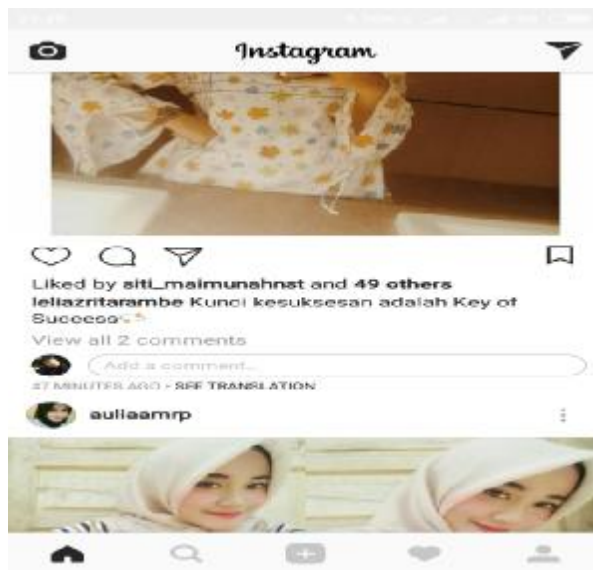 Instagram
Liked by siti_maimunahnst and 49 others
leliazritarambe Kunci kesuksesan adalah Key of
Success
View all 2 comments
Add a comment...
47 MINUTES AGO • SEE TRANSLATION
auliaamrp